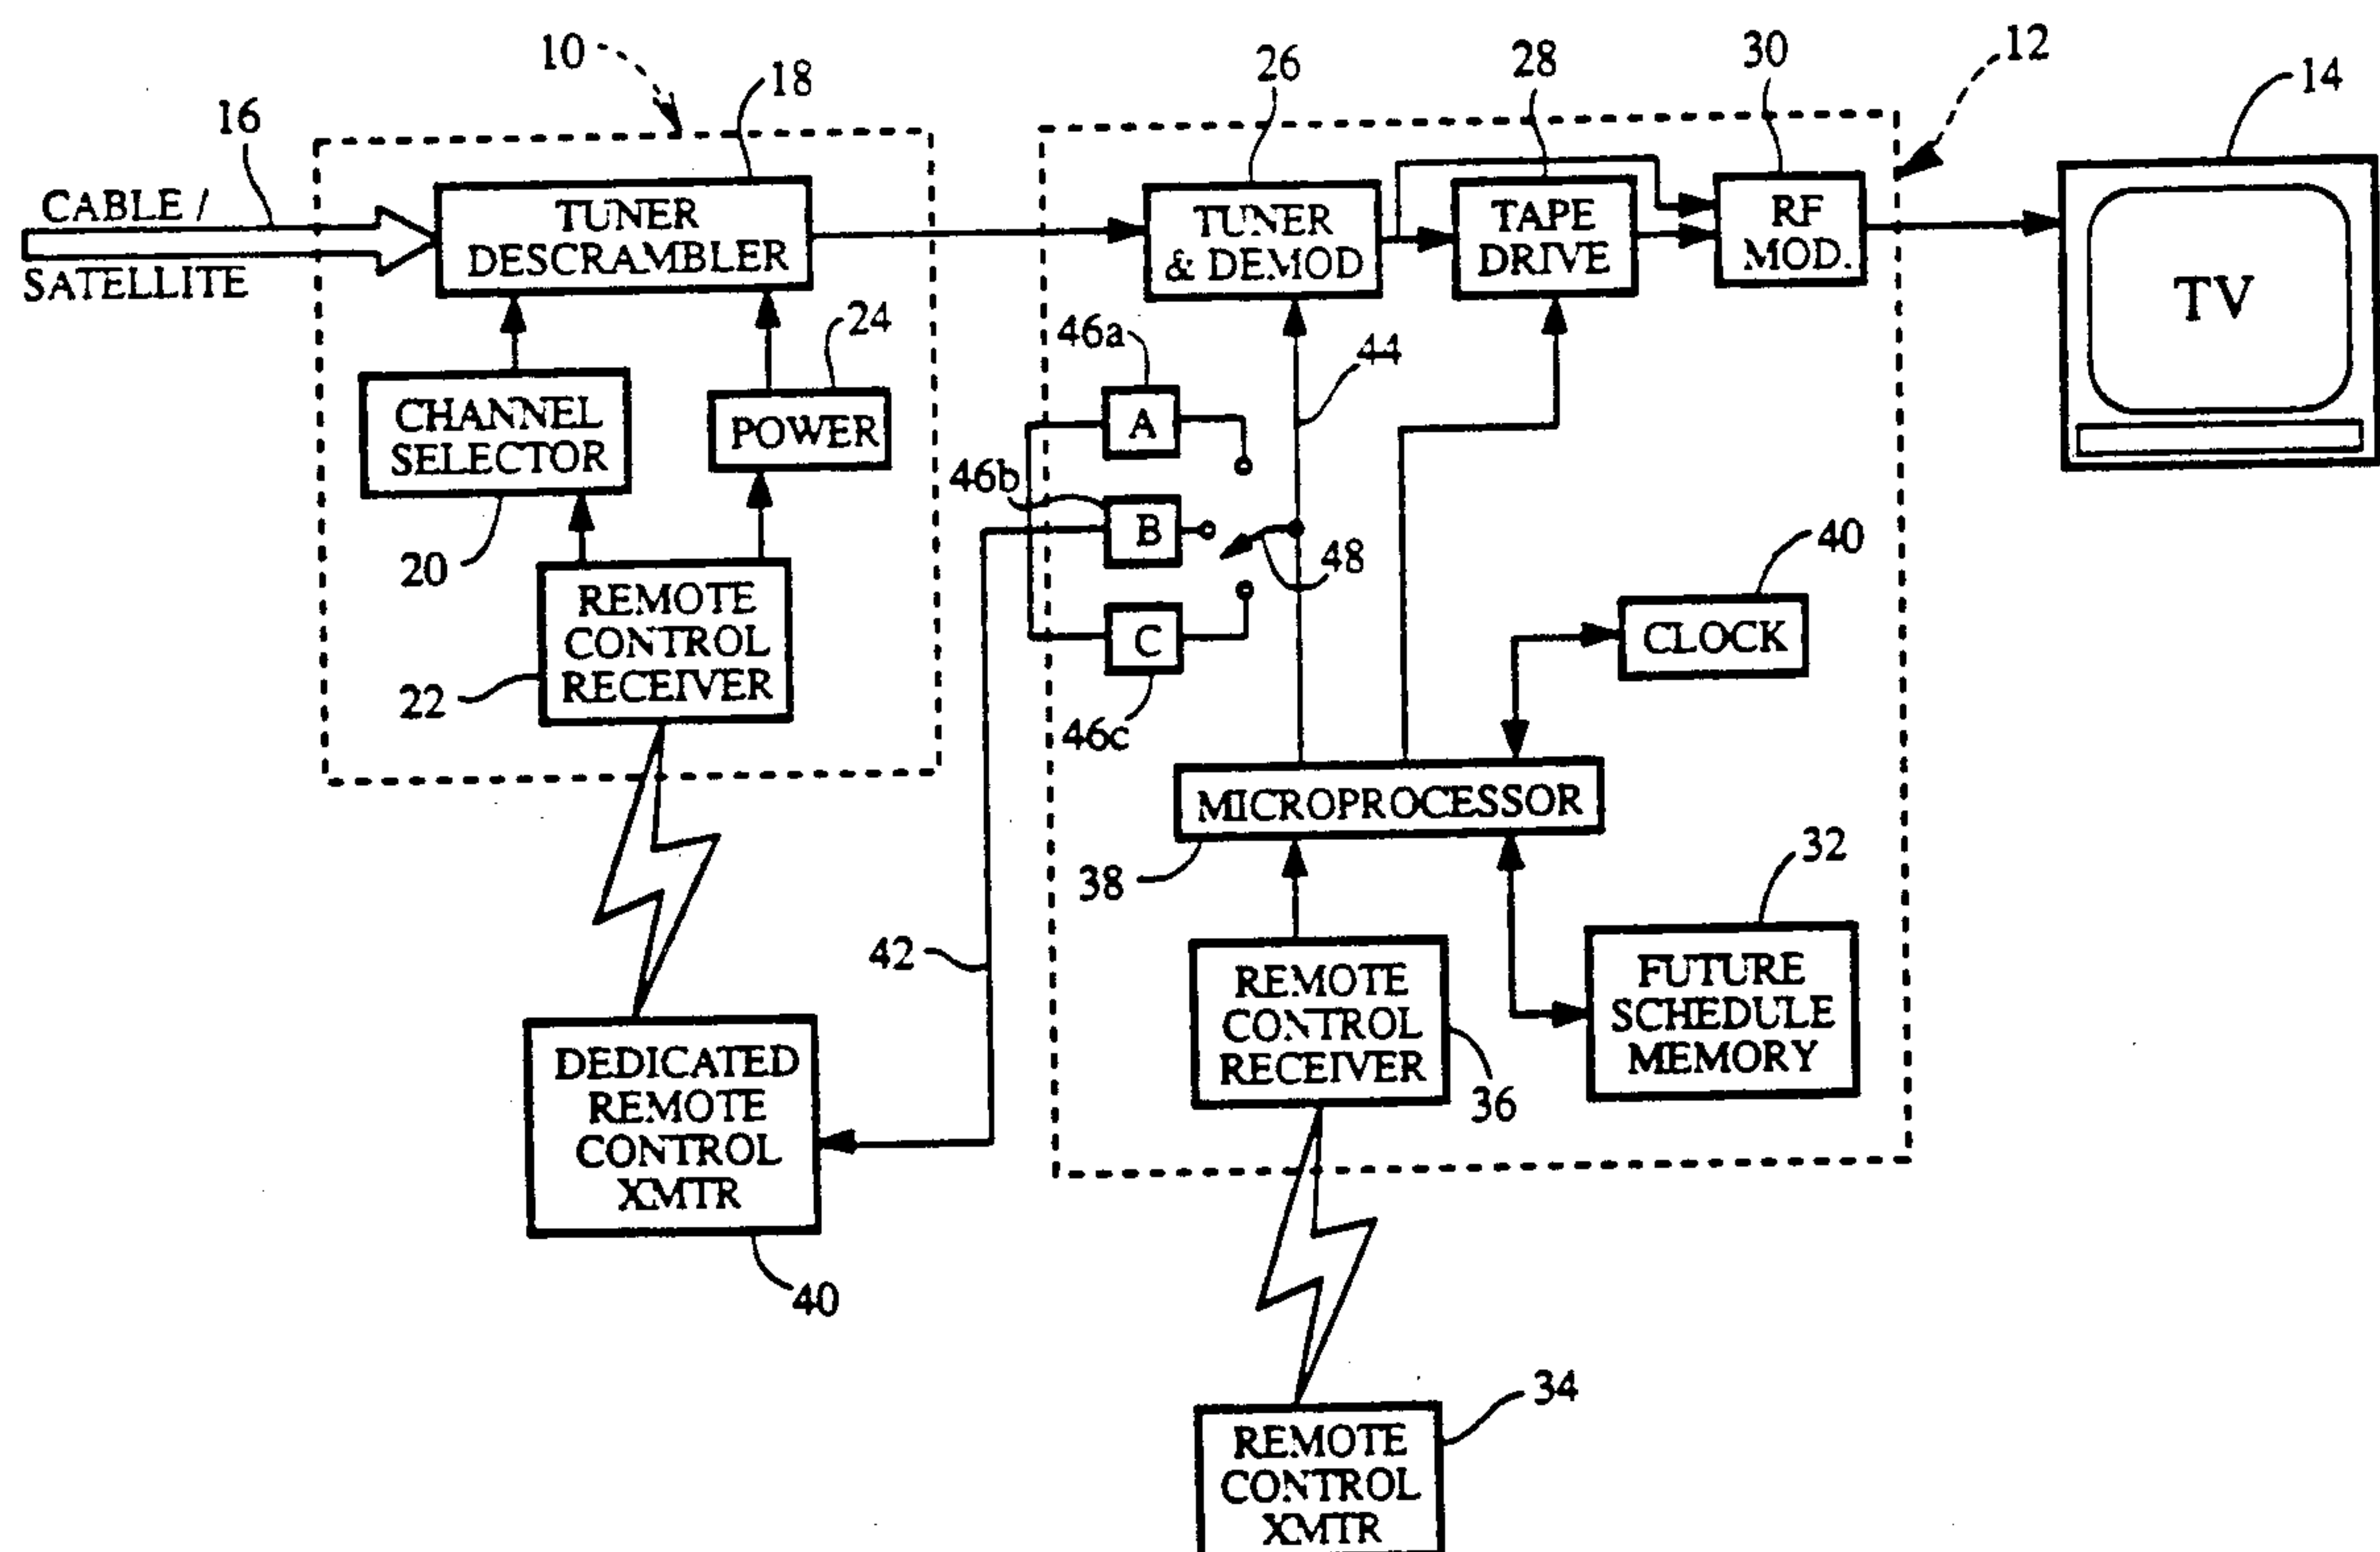 10
18
26
28
30
12
14
16
CABLE /
SATELLITE
TUNER
DESCRAMBLER
TUNER
& DEMOD
TAPE
DRIVE
RF
MOD.
TV
24
46a
44
CHANNEL
SELECTOR
POWER
A
46b
B
48
40
20
REMOTE
CONTROL
RECEIVER
22
C
46c
CLOCK
MICROPROCESSOR
38
32
42
REMOTE
CONTROL
RECEIVER
36
FUTURE
SCHEDULE
MEMORY
DEDICATED
REMOTE
CONTROL
XMTR
40
34
REMOTE
CONTROL
XMTR